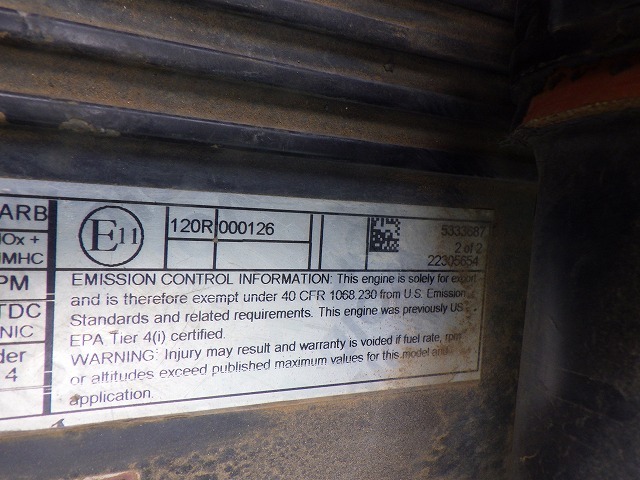 ARB
E11
120R 000126
5333687
2 of 2
22305654
NOx +
NMHC
PM
TDC
NIC
der
4
EMISSION CONTROL INFORMATION: This engine is solely for export
and is therefore exempt under 40 CFR 1068.230 from U.S. Emission
Standards and related requirements. This engine was previously US
EPA Tier 4(i) certified.
WARNING: Injury may result and warranty is voided if fuel rate, rpm
or altitudes exceed published maximum values for this model and
application.